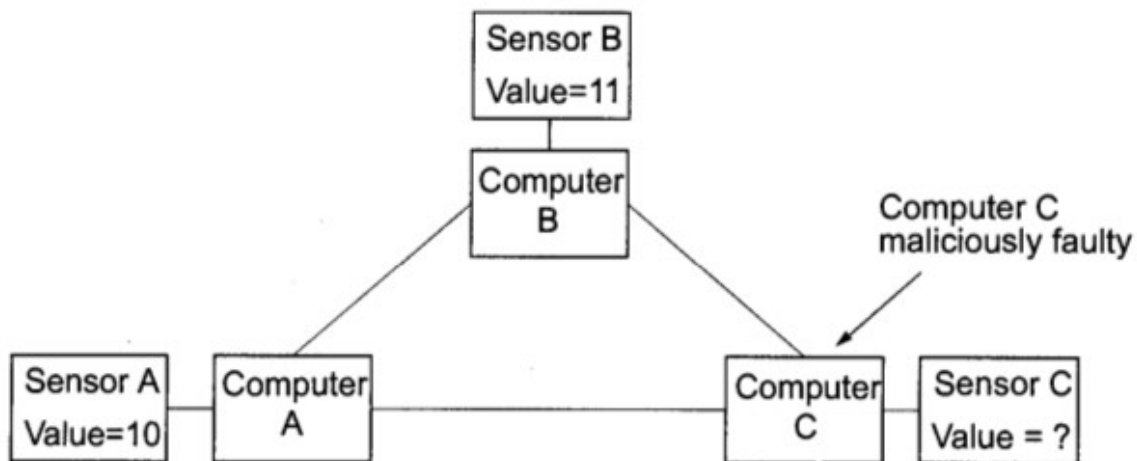 Sensor B
Value=11
Computer
B
Computer C
maliciously faulty
Sensor A
Value=10
Computer
A
Computer
C
Sensor C
Value = ?